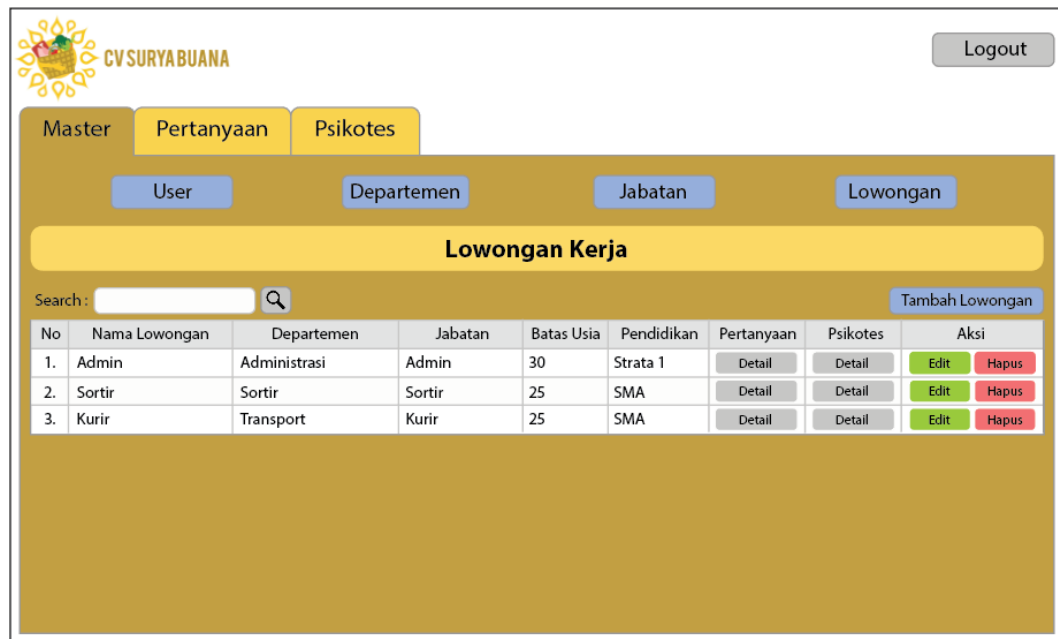 CV SURYA BUANA
Logout
Master Pertanyaan Psikotes
User Departemen Jabatan Lowongan
Lowongan Kerja
Search : Tambah Lowongan
No Nama Lowongan Departemen Jabatan Batas Usia Pendidikan Pertanyaan Psikotes Aksi
1. Admin Administrasi Admin 30 Strata 1 Detail Detail Edit Hapus
2. Sortir Sortir Sortir 25 SMA Detail Detail Edit Hapus
3. Kurir Transport Kurir 25 SMA Detail Detail Edit Hapus